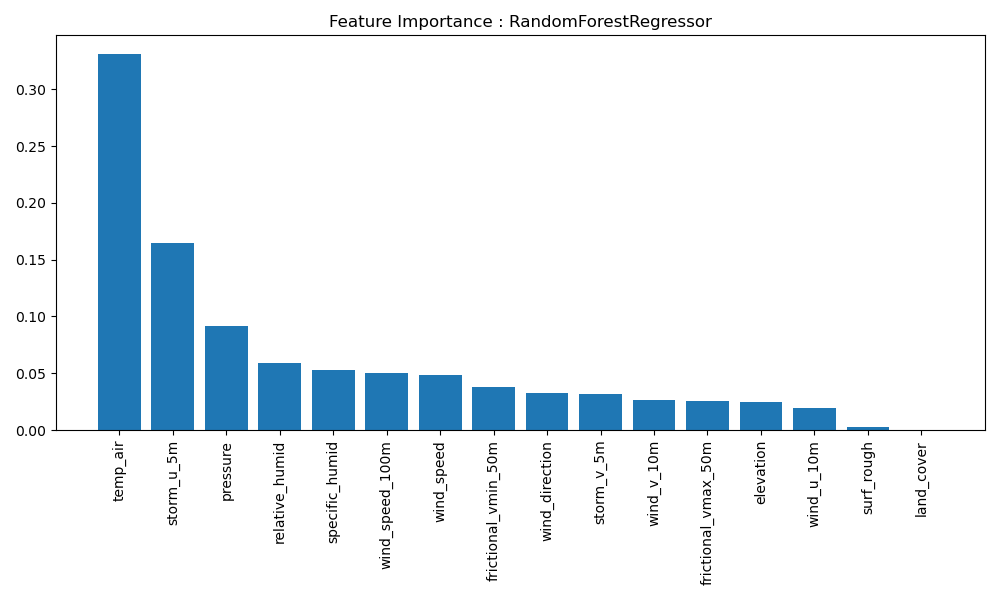 Feature Importance : RandomForestRegressor
0.30
0.25
0.20
0.15
0.10
0.05
0.00
temp_air
storm_u_5m
pressure
relative_humid
specific_humid
wind_speed_100m
wind_speed
frictional_vmin_50m
wind_direction
storm_v_5m
wind_v_10m
frictional_vmax_50m
elevation
wind_u_10m
surf_rough
land_cover